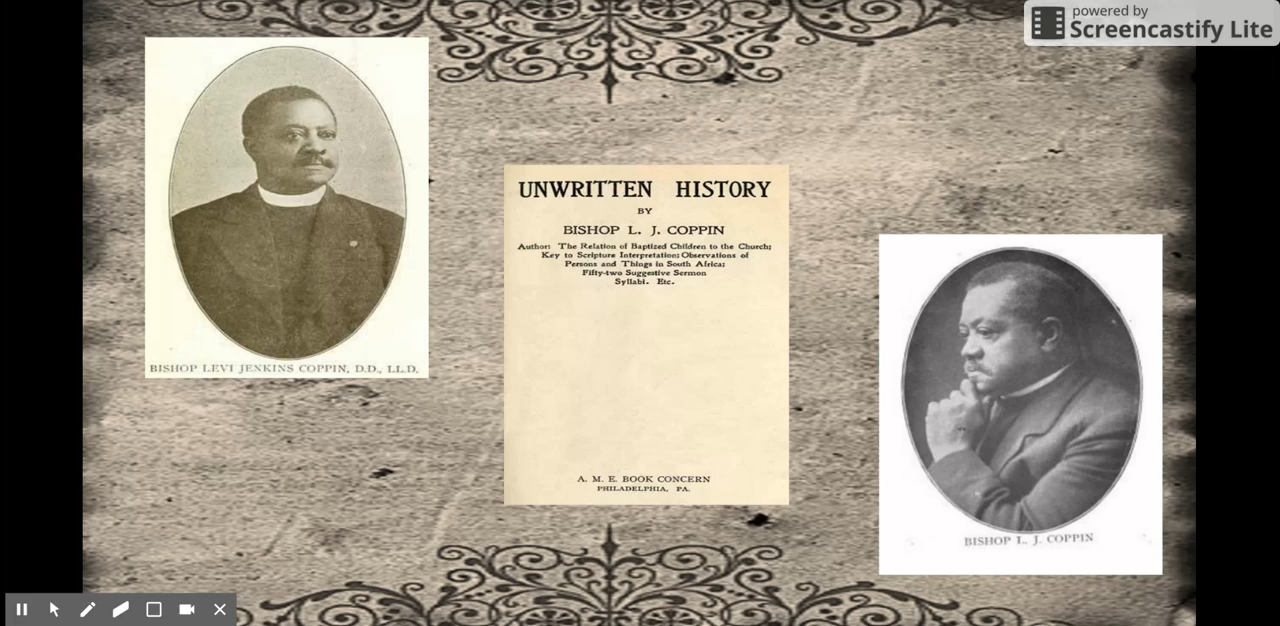 powered by
Screencastify Lite
BISHOP LEVI JENKINS COPPIN, D.D., LL.D.
UNWRITTEN HISTORY
BY
BISHOP L. J. COPPIN
Author: The Relation of Baptized Children to the Church;
Key to Scripture Interpretation; Observations of
Persons and Things in South Africa;
Fifty-two Suggestive Sermon
Syllabi. Etc.
A. M. E. BOOK CONCERN
PHILADELPHIA, PA.
BISHOP L. J. COPPIN